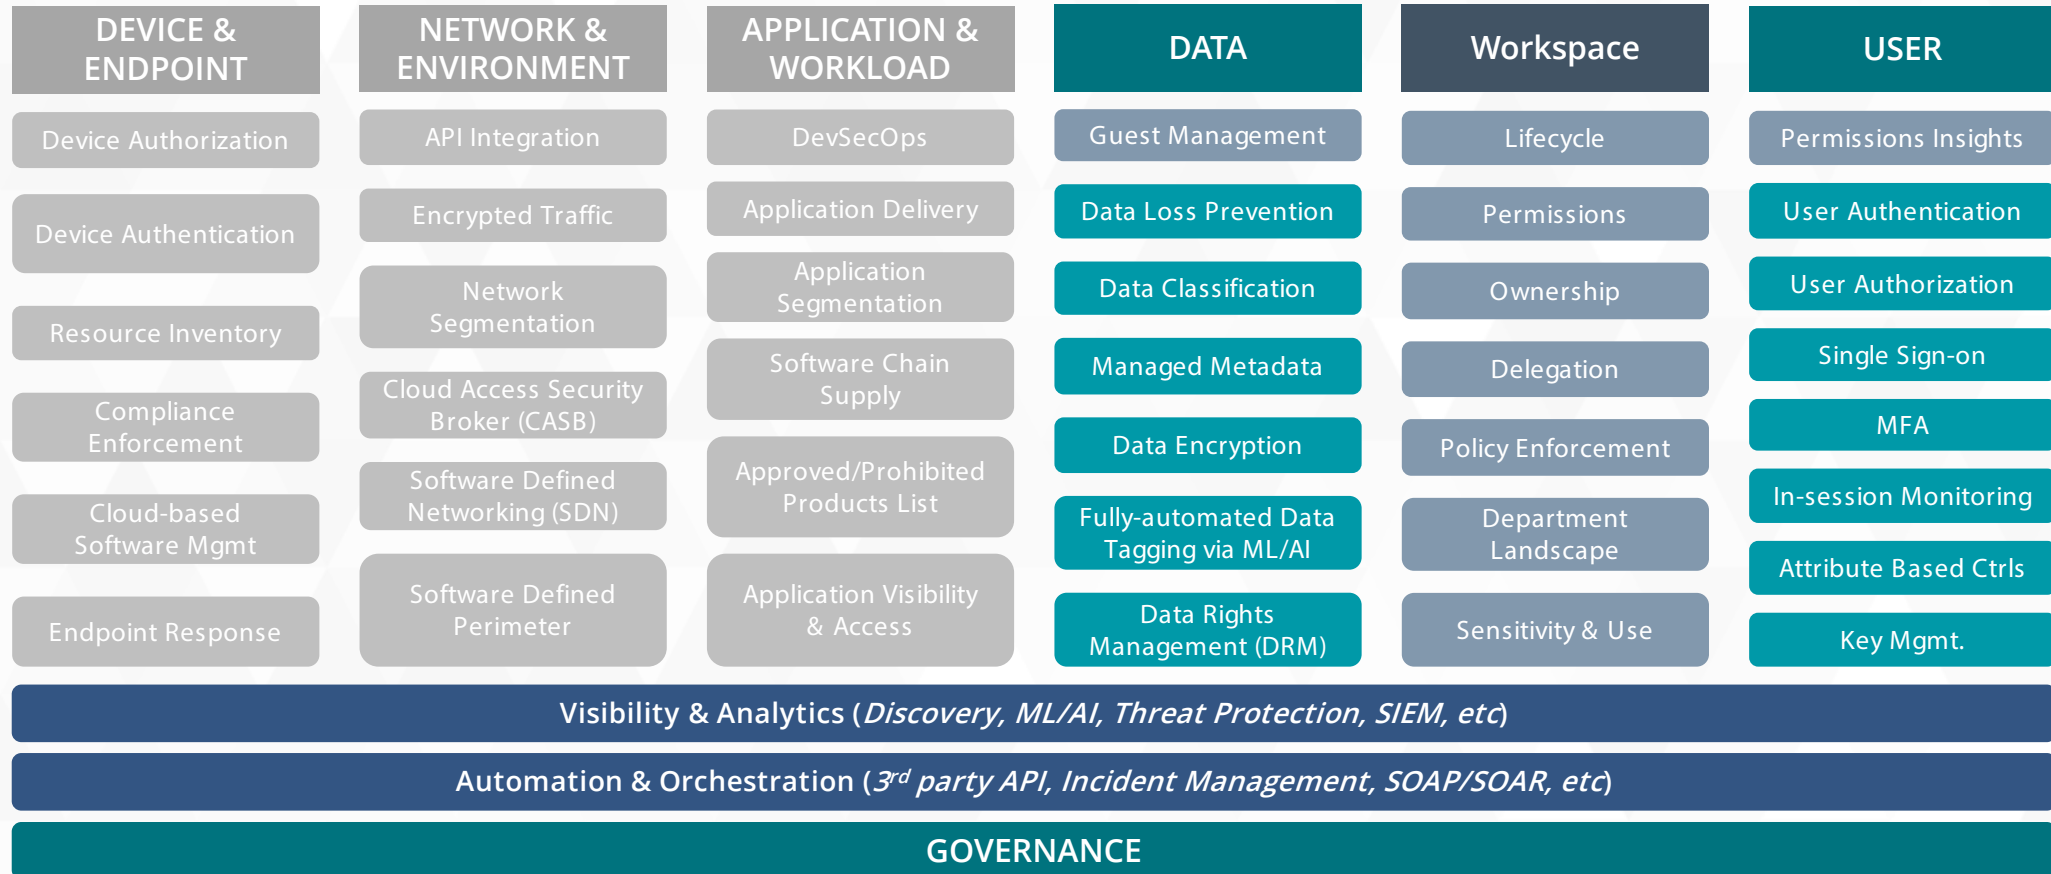 DEVICE &
ENDPOINT
Device Authorization
Device Authentication
Resource Inventory
Compliance
Enforcement
Cloud-based
Software Mgmt
Endpoint Response
NETWORK &
ENVIRONMENT
API Integration
Encrypted Traffic
Network
Segmentation
Cloud Access Security
Broker (CASB)
Software Defined
Networking (SDN)
Software Defined
Perimeter
APPLICATION &
WORKLOAD
DevSecOps
Application Delivery
Application
Segmentation
Software Chain
Supply
Approved/Prohibited
Products List
Application Visibility
& Access
DATA
Guest Management
Data Loss Prevention
Data Classification
Managed Metadata
Data Encryption
Fully-automated Data
Tagging via ML/AI
Data Rights
Management (DRM)
Workspace
Lifecycle
Permissions
Ownership
Delegation
Policy Enforcement
Department
Landscape
Sensitivity & Use
USER
Permissions Insights
User Authentication
User Authorization
Single Sign-on
MFA
In-session Monitoring
Attribute Based Ctrls
Key Mgmt.
Visibility & Analytics (Discovery, ML/AI, Threat Protection, SIEM, etc)
Automation & Orchestration (3rd party API, Incident Management, SOAP/SOAR, etc)
GOVERNANCE